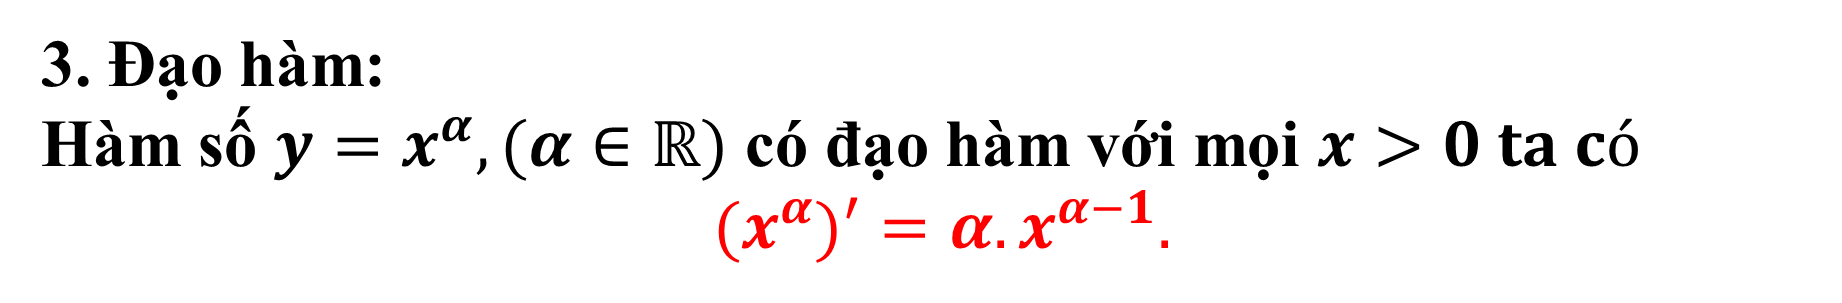 3. Đạo hàm:
Hàm số y = x^α, (α ∈ ℝ) có đạo hàm với mọi x > 0 ta có
(x^α)′ = α. x^{α−1}.